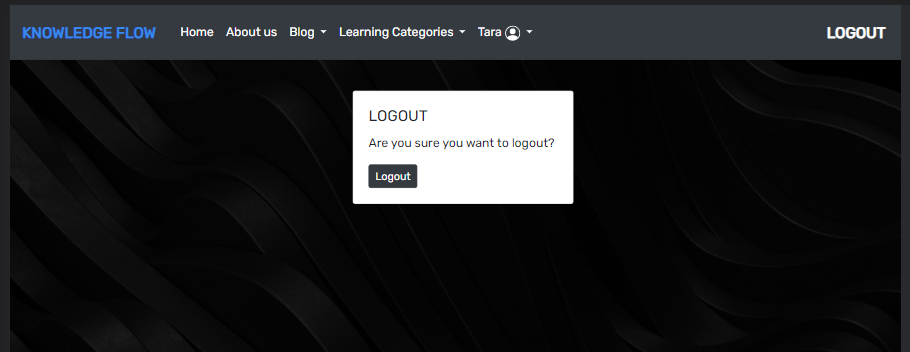 KNOWLEDGE FLOW Home About us Blog Learning Categories Tara LOGOUT
LOGOUT
Are you sure you want to logout?
Logout